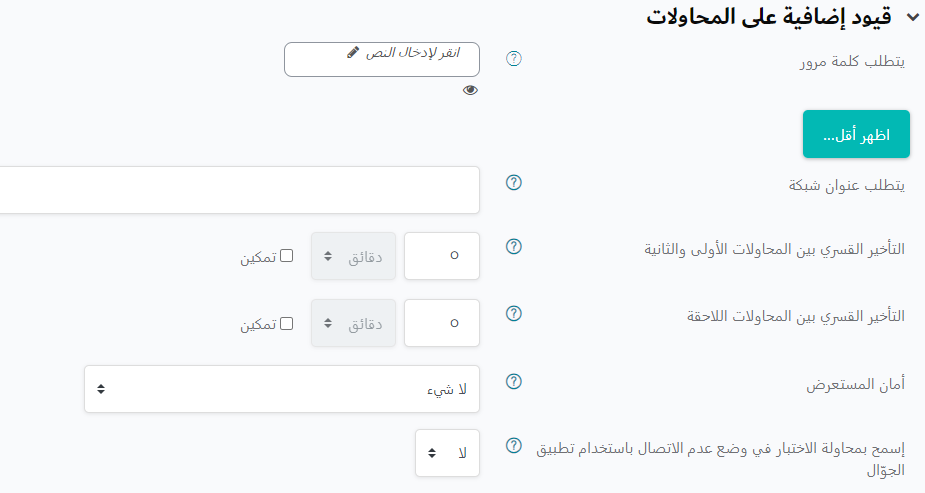 قيود إضافية على المحاولات
يتطلب كلمة مرور
انقر لإدخال النص
اظهر أقل...
يتطلب عنوان شبكة
التأخير القسري بين المحاولات الأولى والثانية
0 دقائق تمكين
التأخير القسري بين المحاولات اللاحقة
0 دقائق تمكين
أمان المستعرض
لا شيء
إسمح بمحاولة الاختبار في وضع عدم الاتصال باستخدام تطبيق
الجوّال
لا